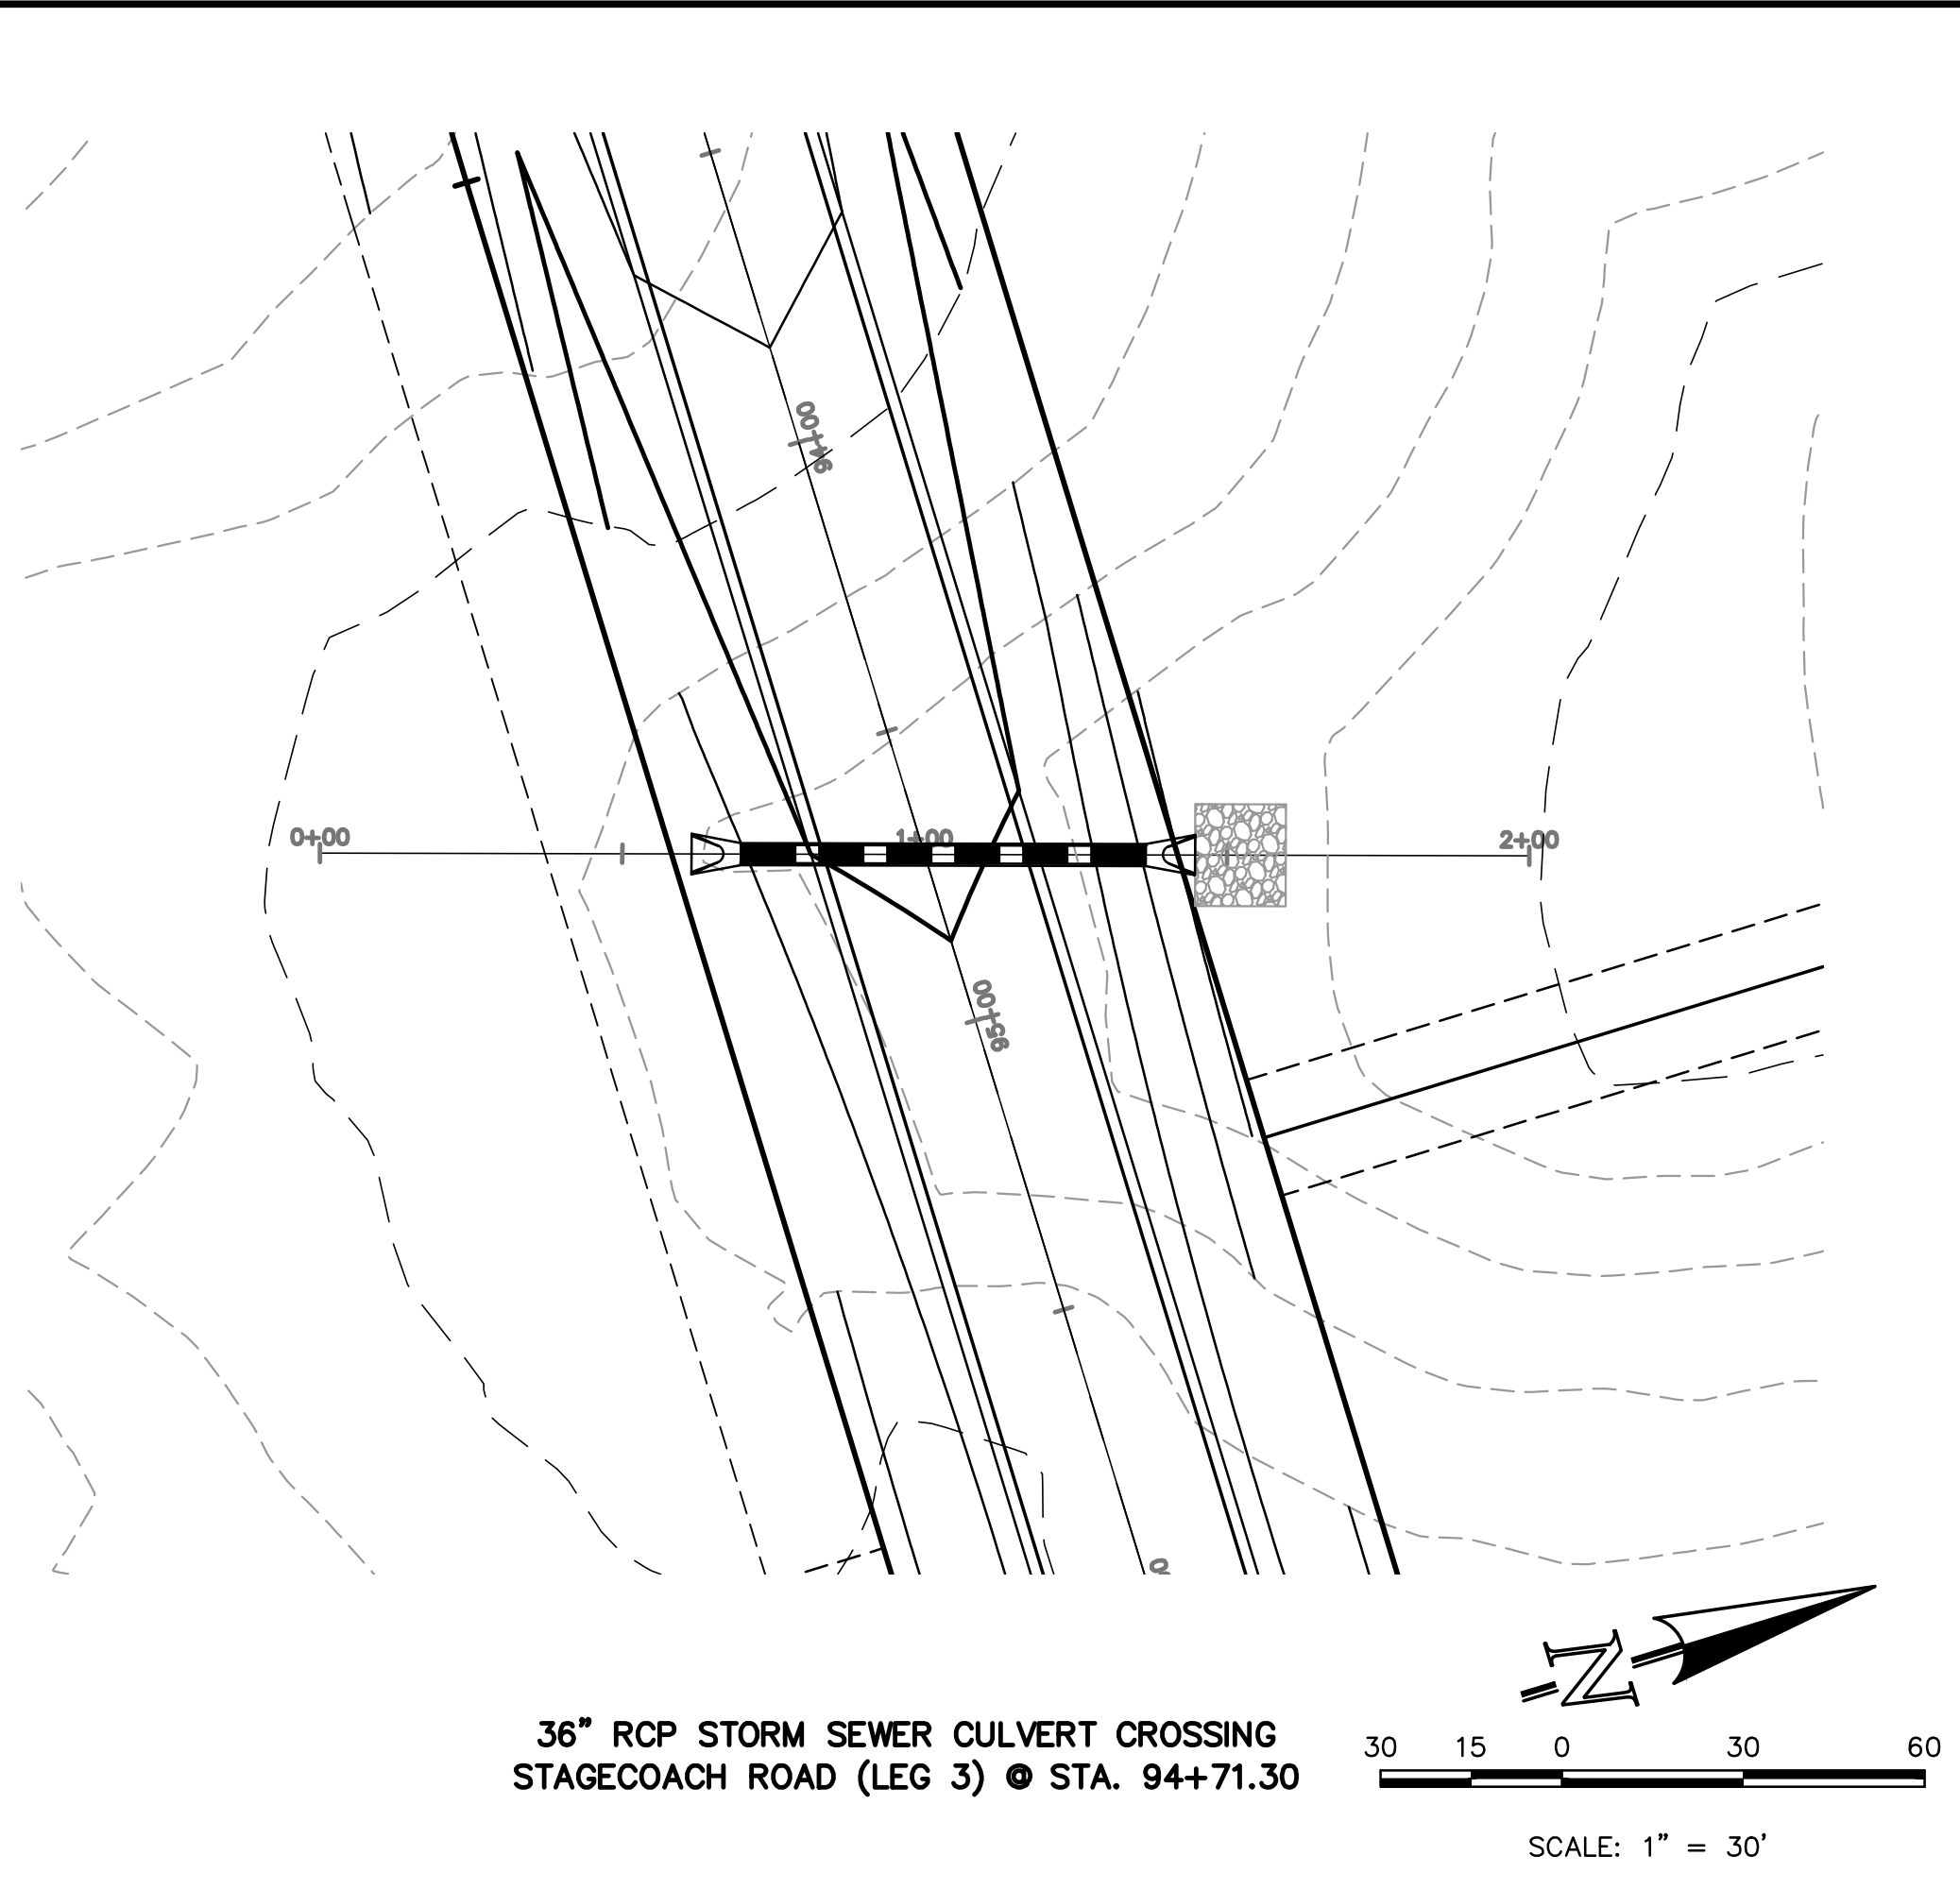 94+00
0+00
1+00
2+00
95+00
N
36" RCP STORM SEWER CULVERT CROSSING
STAGECOACH ROAD (LEG 3) @ STA. 94+71.30
30 15 0 30 60
SCALE: 1" = 30'